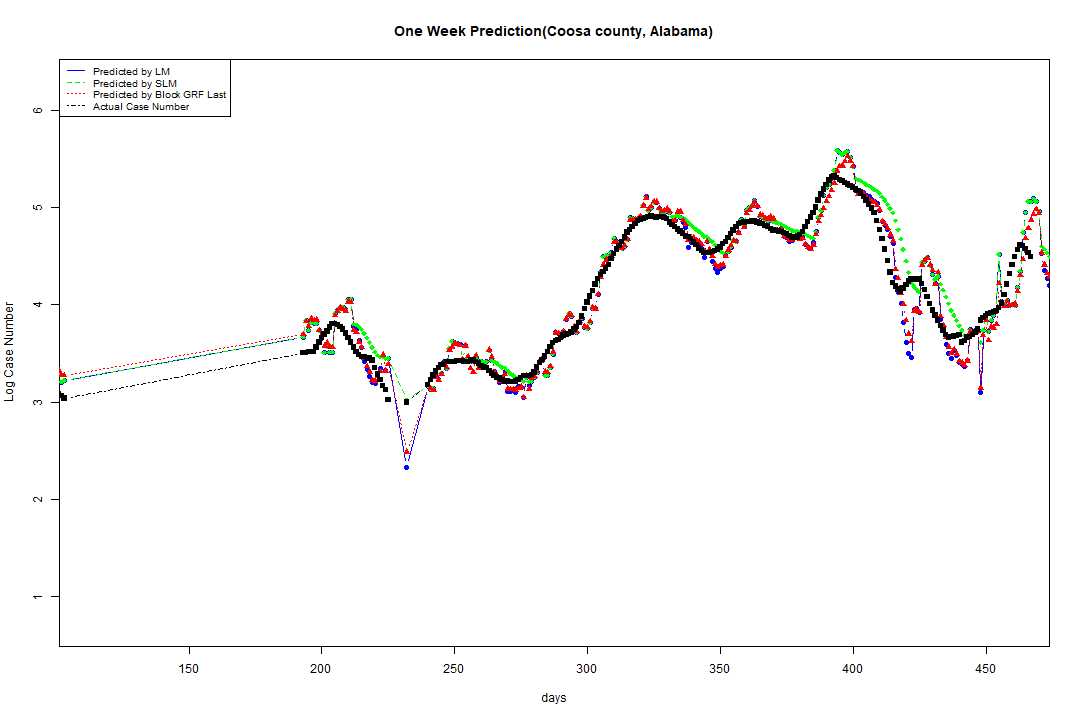 One Week Prediction(Coosa county, Alabama)
Predicted by LM
Predicted by SLM
Predicted by Block GRF Last
Actual Case Number
6
5
4
3
2
1
Log Case Number
150 200 250 300 350 400 450
days